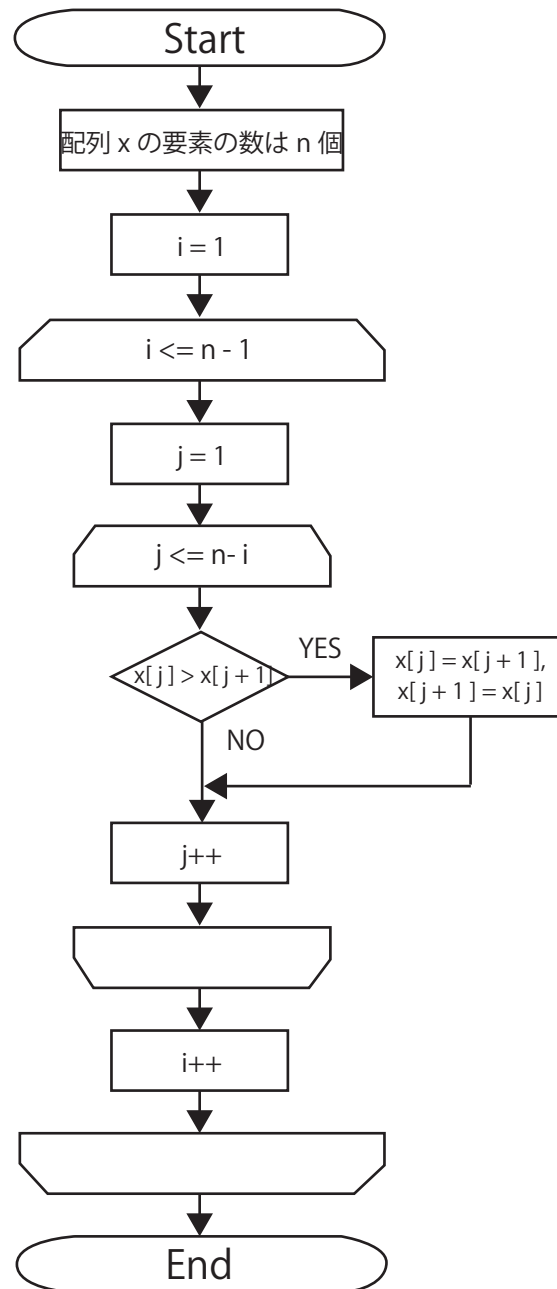 Start
配列 x の要素の数は n 個
i = 1
i <= n - 1
j = 1
j <= n- i
x[ j ] > x[ j + 1]
YES
x[ j ] = x[ j + 1 ],
x[ j + 1 ] = x[ j ]
NO
j++
i++
End